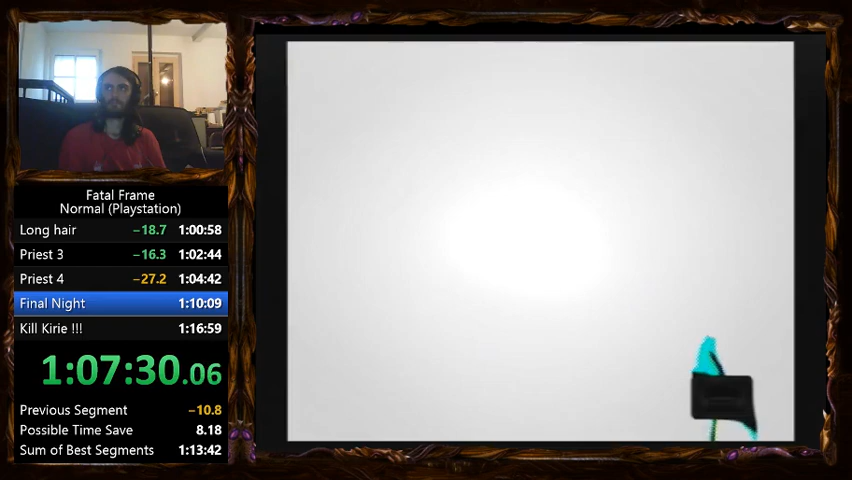 Fatal Frame
Normal (Playstation)
Long hair −18.7 1:00:58
Priest 3 −16.3 1:02:44
Priest 4 −27.2 1:04:42
Final Night 1:10:09
Kill Kirie !!! 1:16:59
1:07:30.06
Previous Segment −10.8
Possible Time Save 8.18
Sum of Best Segments 1:13:42